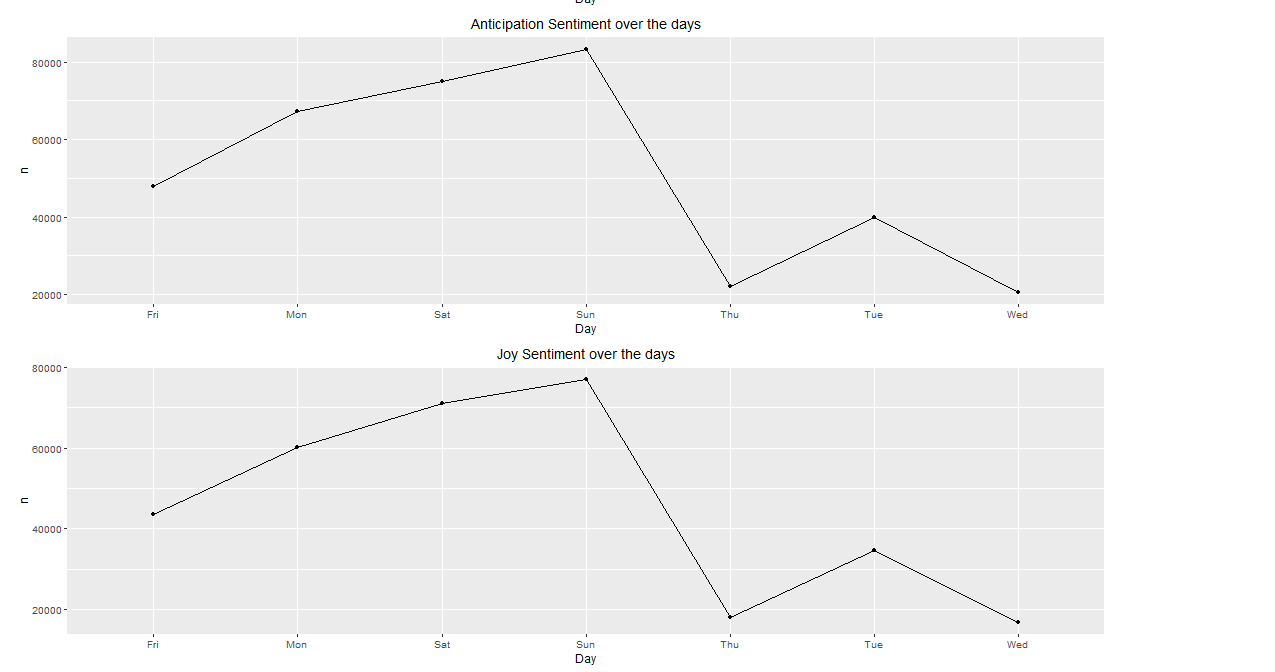 Day
Anticipation Sentiment over the days
80000
60000
40000
20000
n
Fri Mon Sat Sun Thu Tue Wed
Day
Joy Sentiment over the days
80000
60000
40000
20000
n
Fri Mon Sat Sun Thu Tue Wed
Day